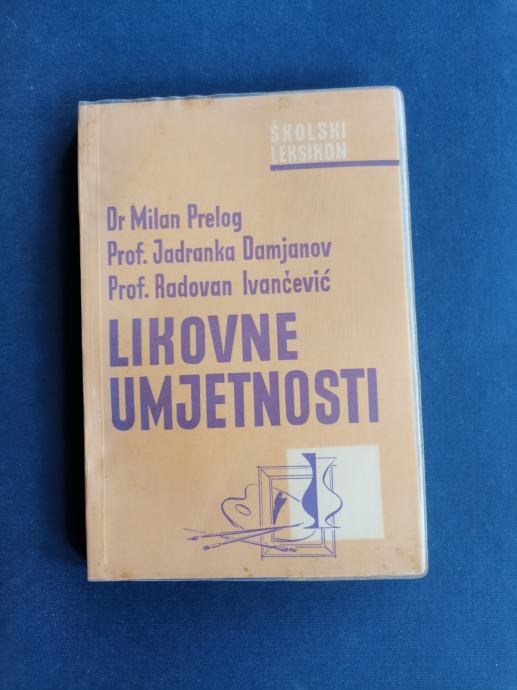 ŠKOLSKI
LEKSIKON
Dr Milan Prelog
Prof. Jadranka Damjanov
Prof. Radovan Ivančević
LIKOVNE
UMJETNOSTI